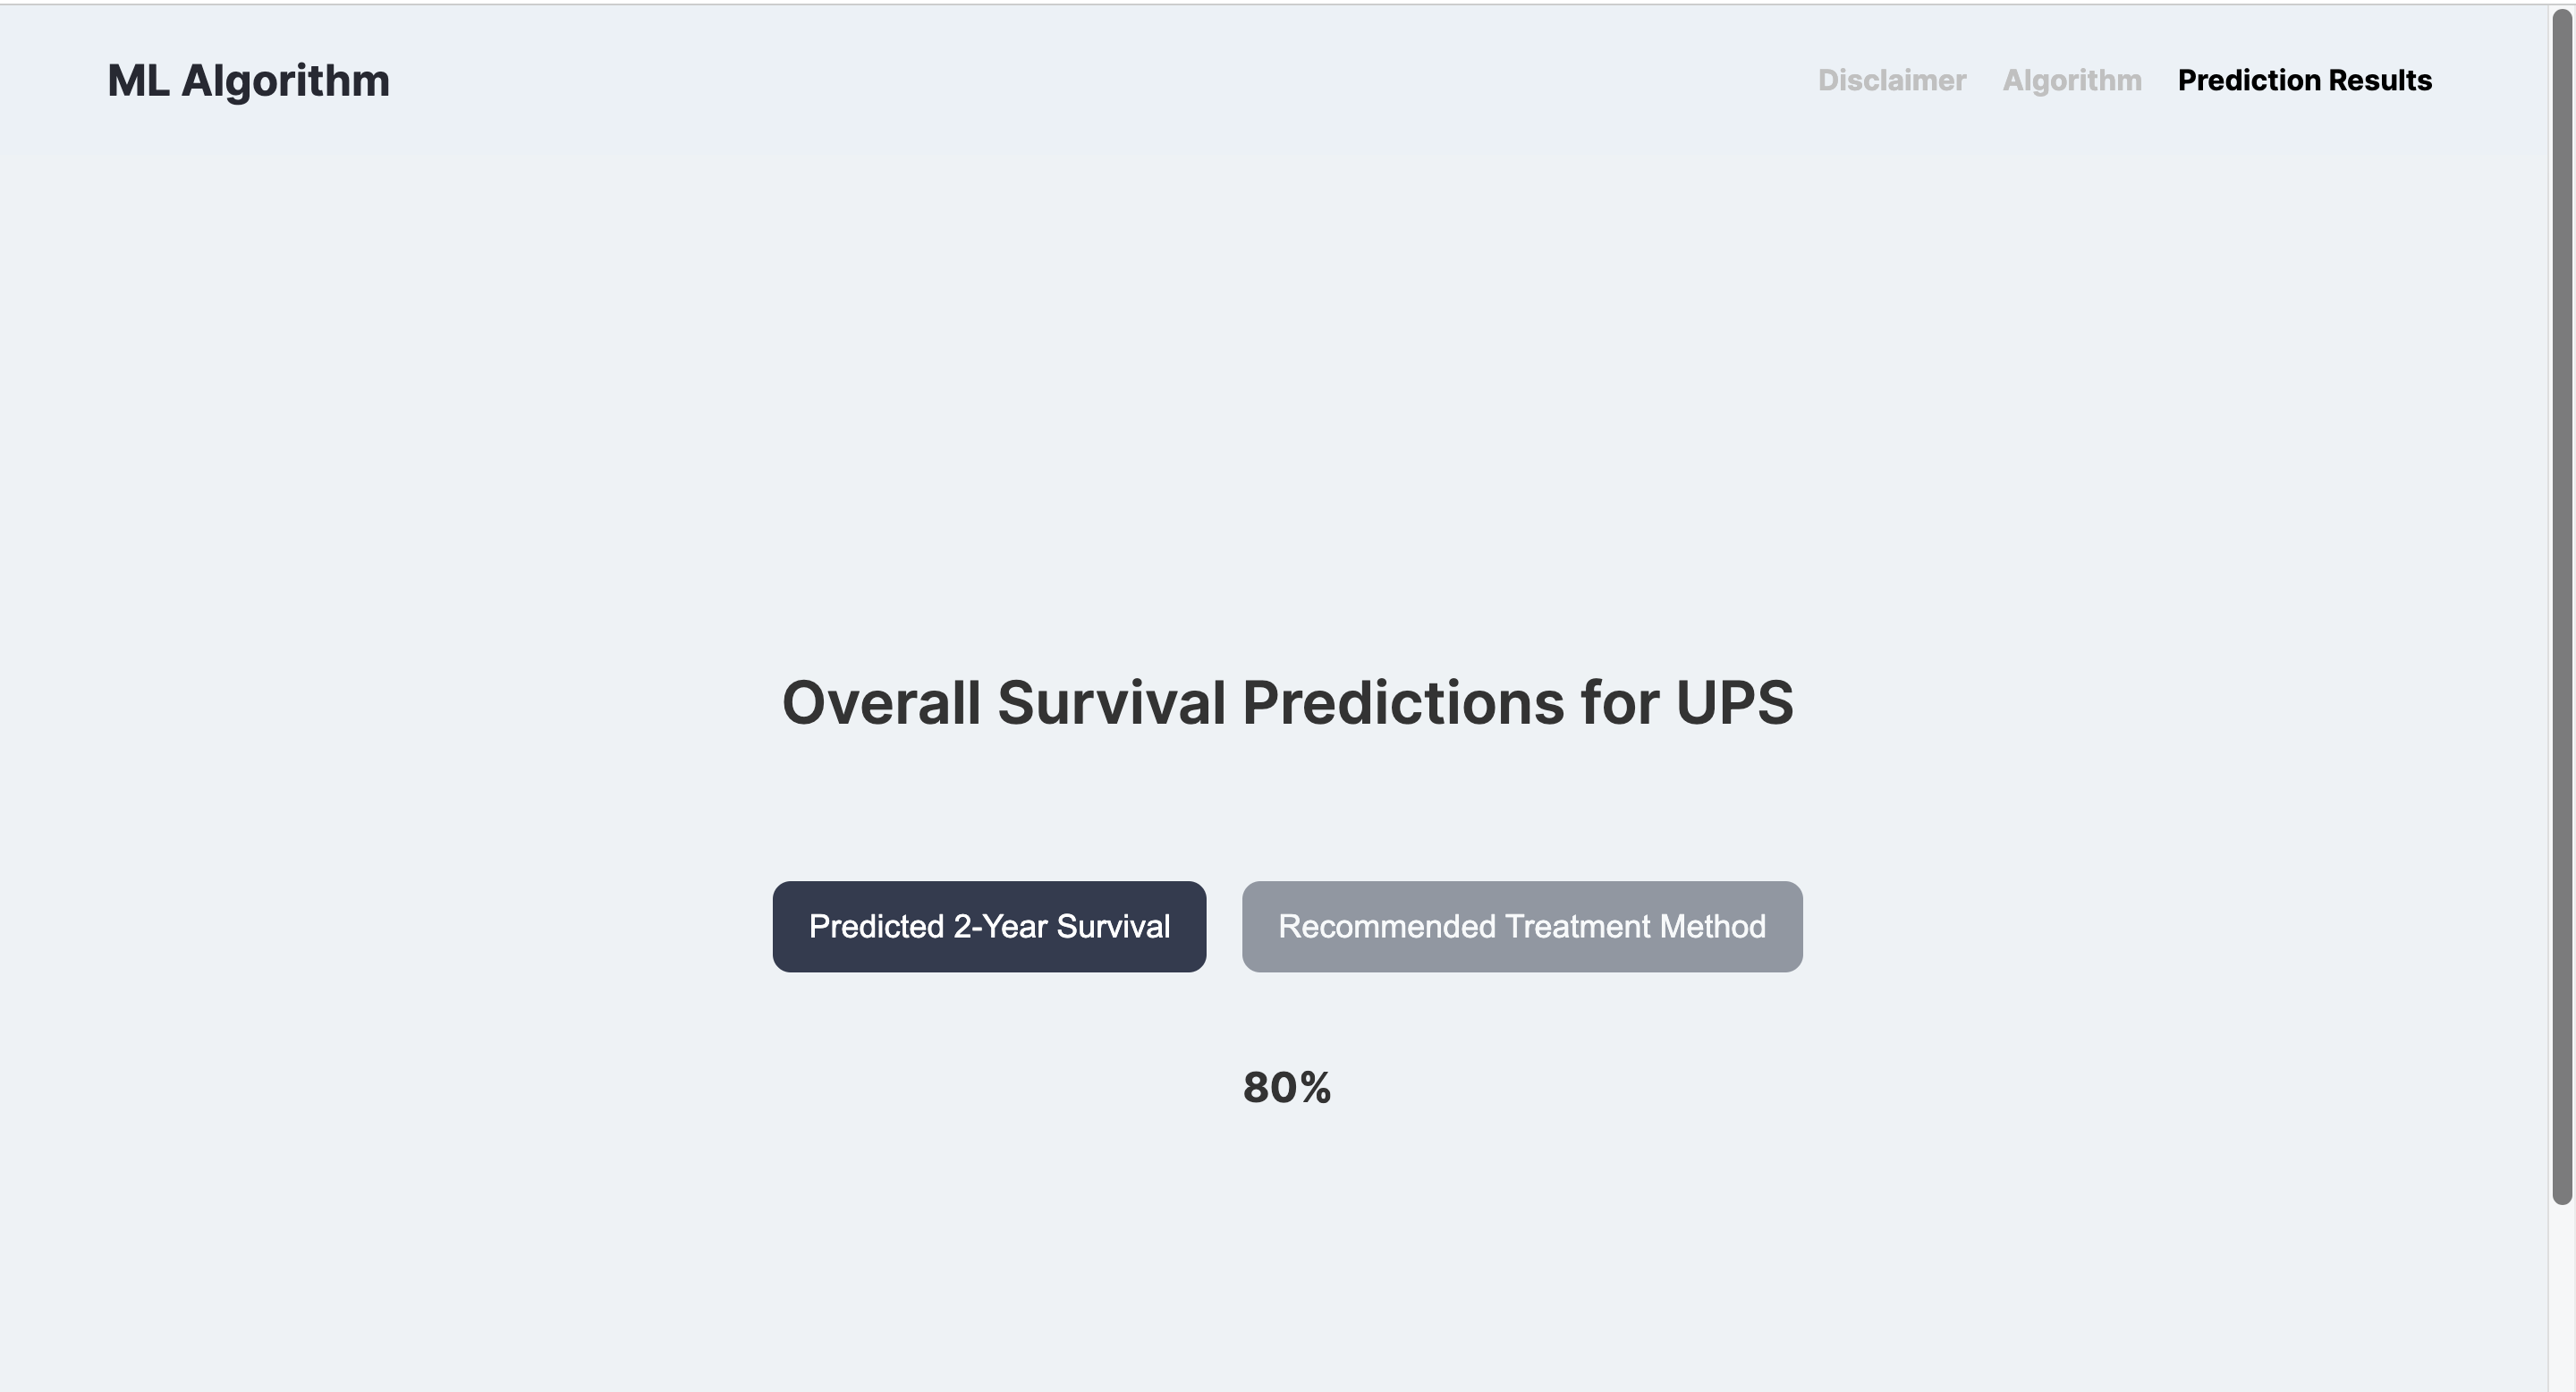 ML Algorithm
Disclaimer Algorithm Prediction Results
Overall Survival Predictions for UPS
Predicted 2-Year Survival
Recommended Treatment Method
80%